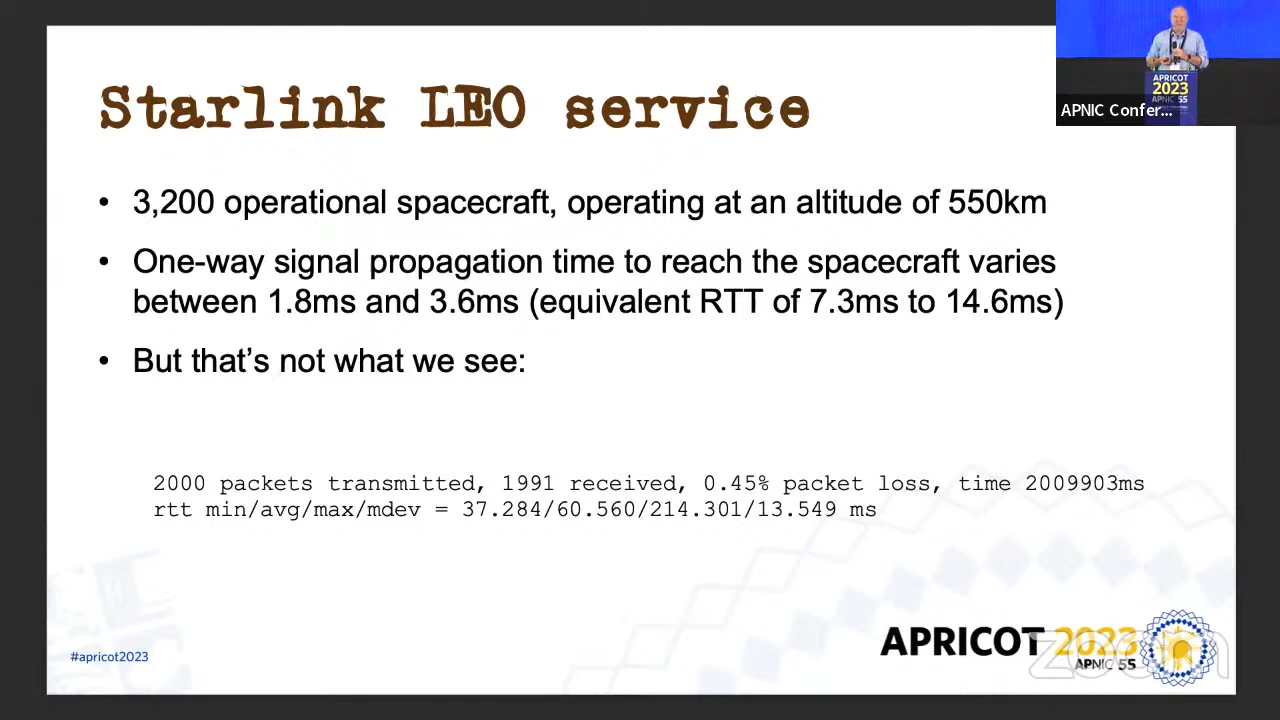 Starlink LEO service
• 3,200 operational spacecraft, operating at an altitude of 550km
• One-way signal propagation time to reach the spacecraft varies
between 1.8ms and 3.6ms (equivalent RTT of 7.3ms to 14.6ms)
• But that's not what we see:
2000 packets transmitted, 1991 received, 0.45% packet loss, time 2009903ms
rtt min/avg/max/mdev = 37.284/60.560/214.301/13.549 ms
#apricot2023
APRICOT 2023
APNIC 55
zoom
APRICOT
2023
APNIC 55
APNIC Confer...